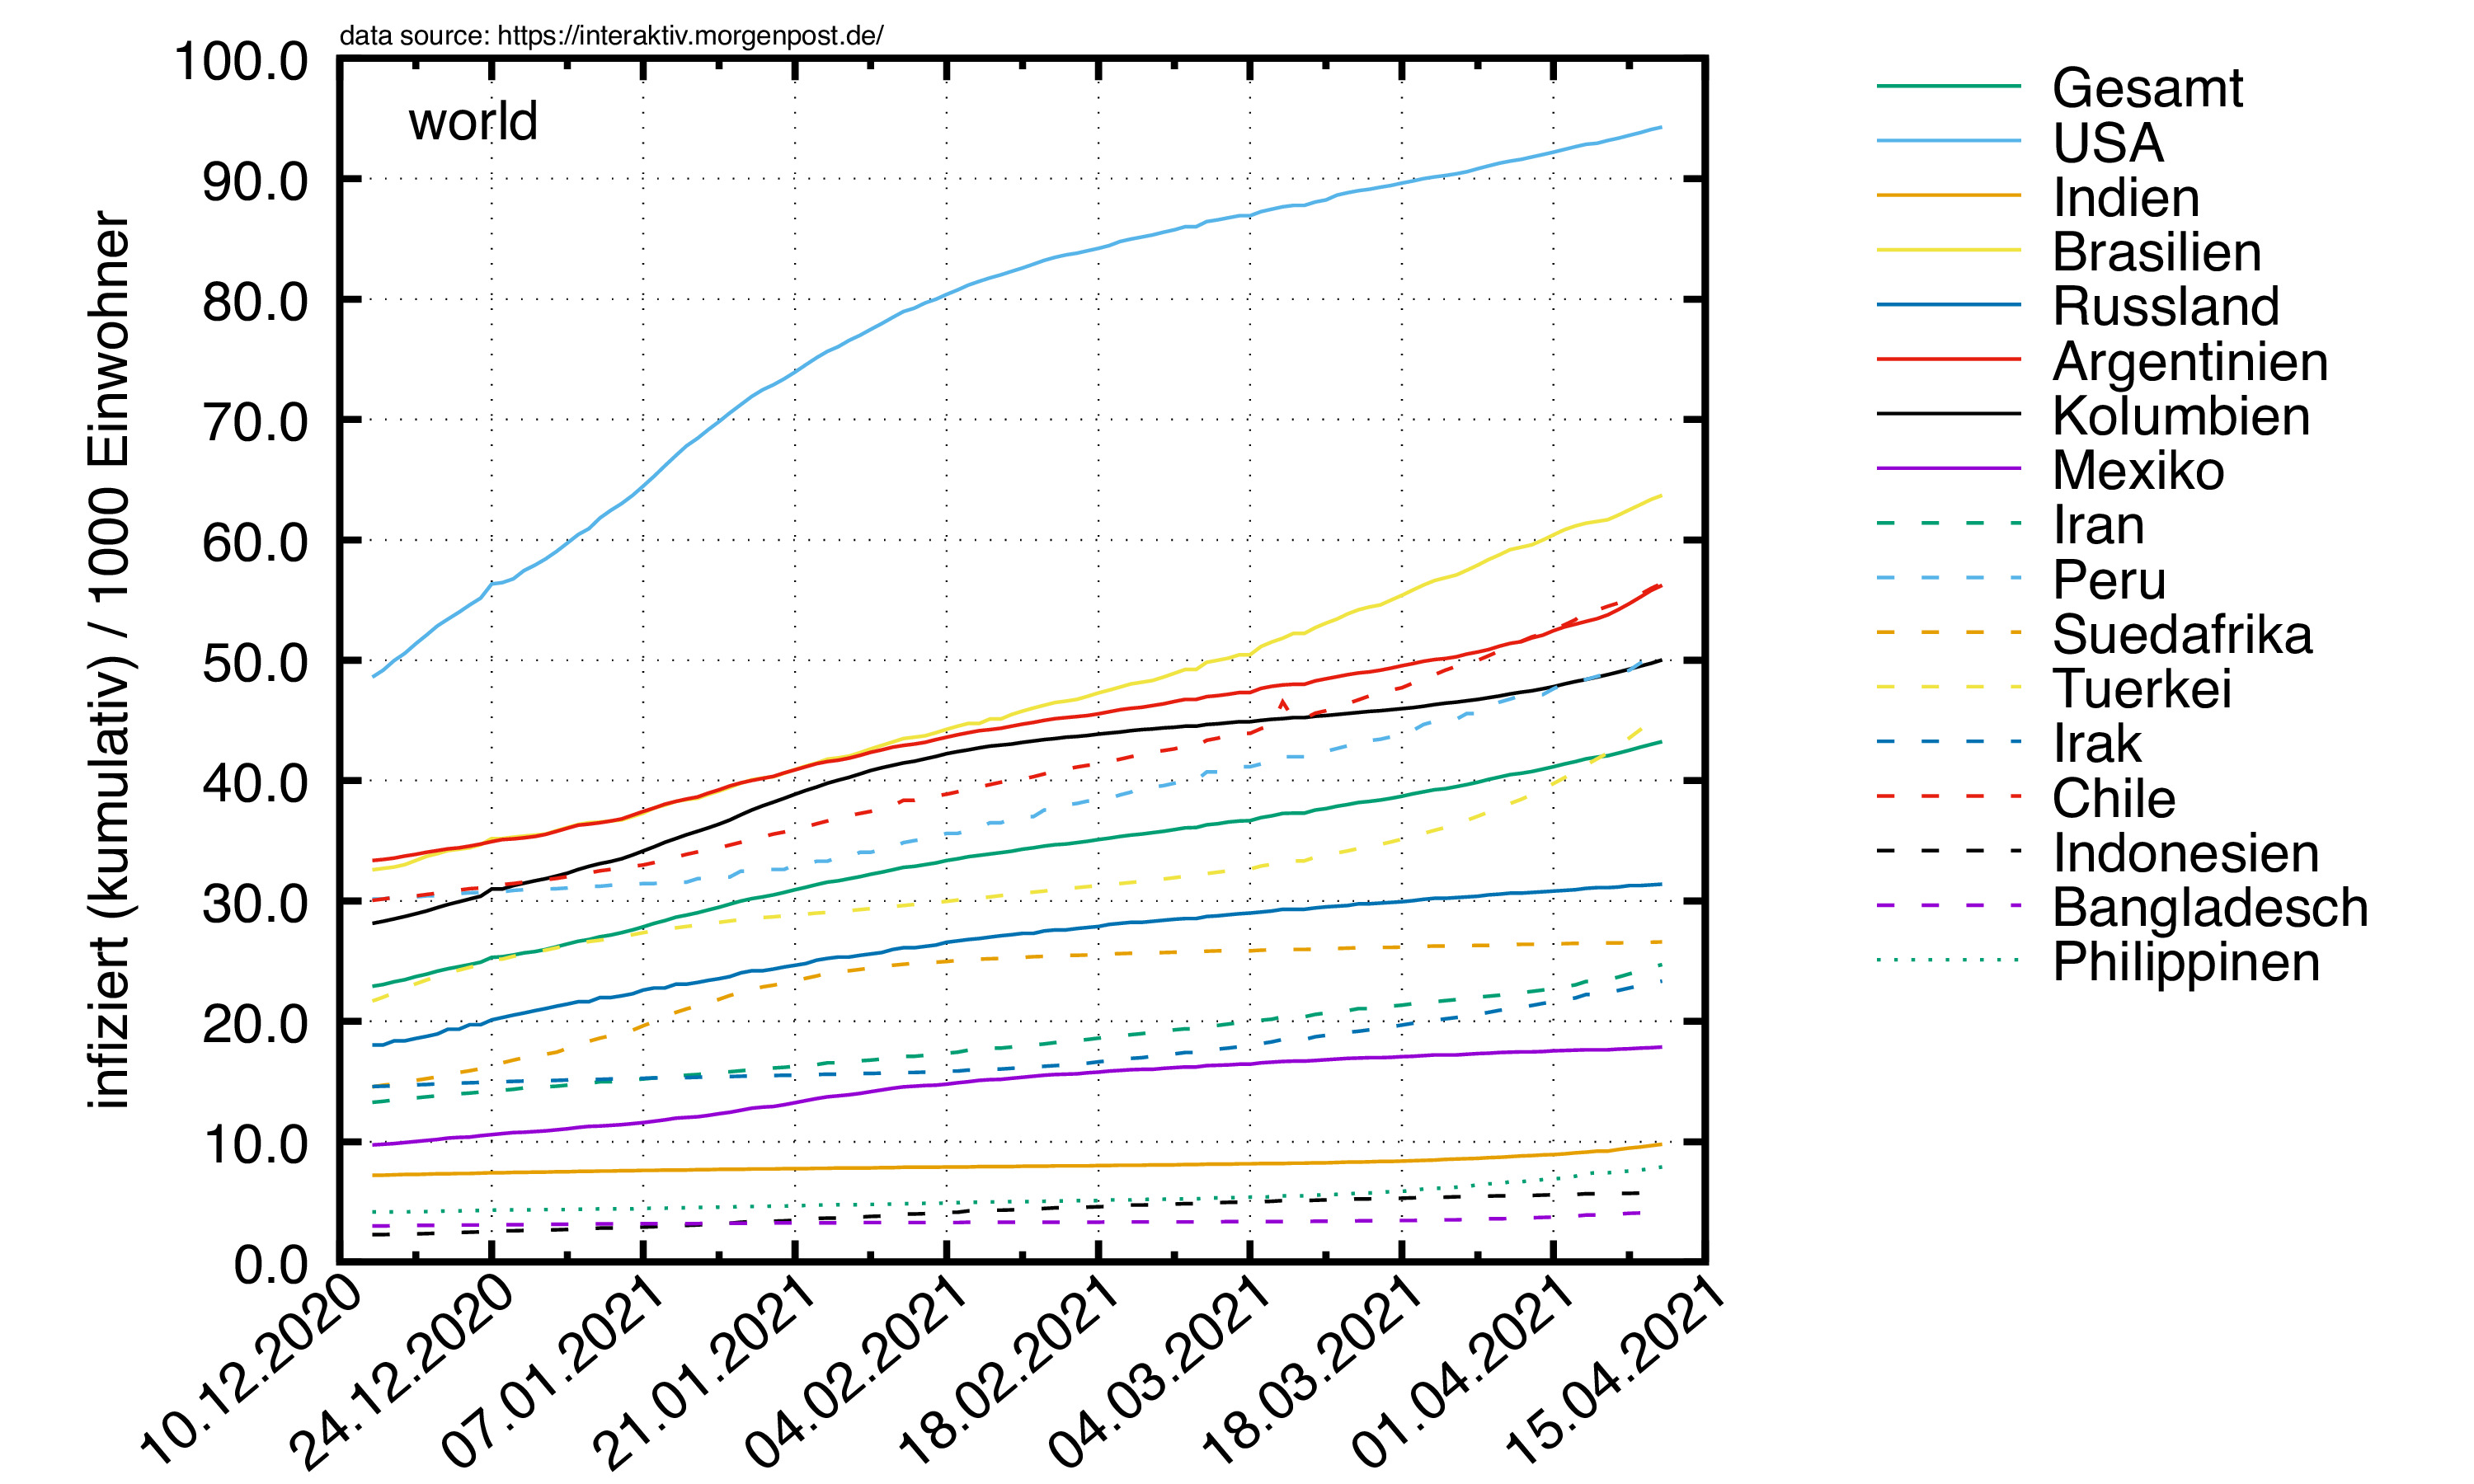 data source: https://interaktiv.morgenpost.de/
world
infiziert (kumulativ) / 1000 Einwohner
100.0
90.0
80.0
70.0
60.0
50.0
40.0
30.0
20.0
10.0
0.0
10.12.2020
24.12.2020
07.01.2021
21.01.2021
04.02.2021
18.02.2021
04.03.2021
18.03.2021
01.04.2021
15.04.2021
Gesamt
USA
Indien
Brasilien
Russland
Argentinien
Kolumbien
Mexiko
Iran
Peru
Suedafrika
Tuerkei
Irak
Chile
Indonesien
Bangladesch
Philippinen